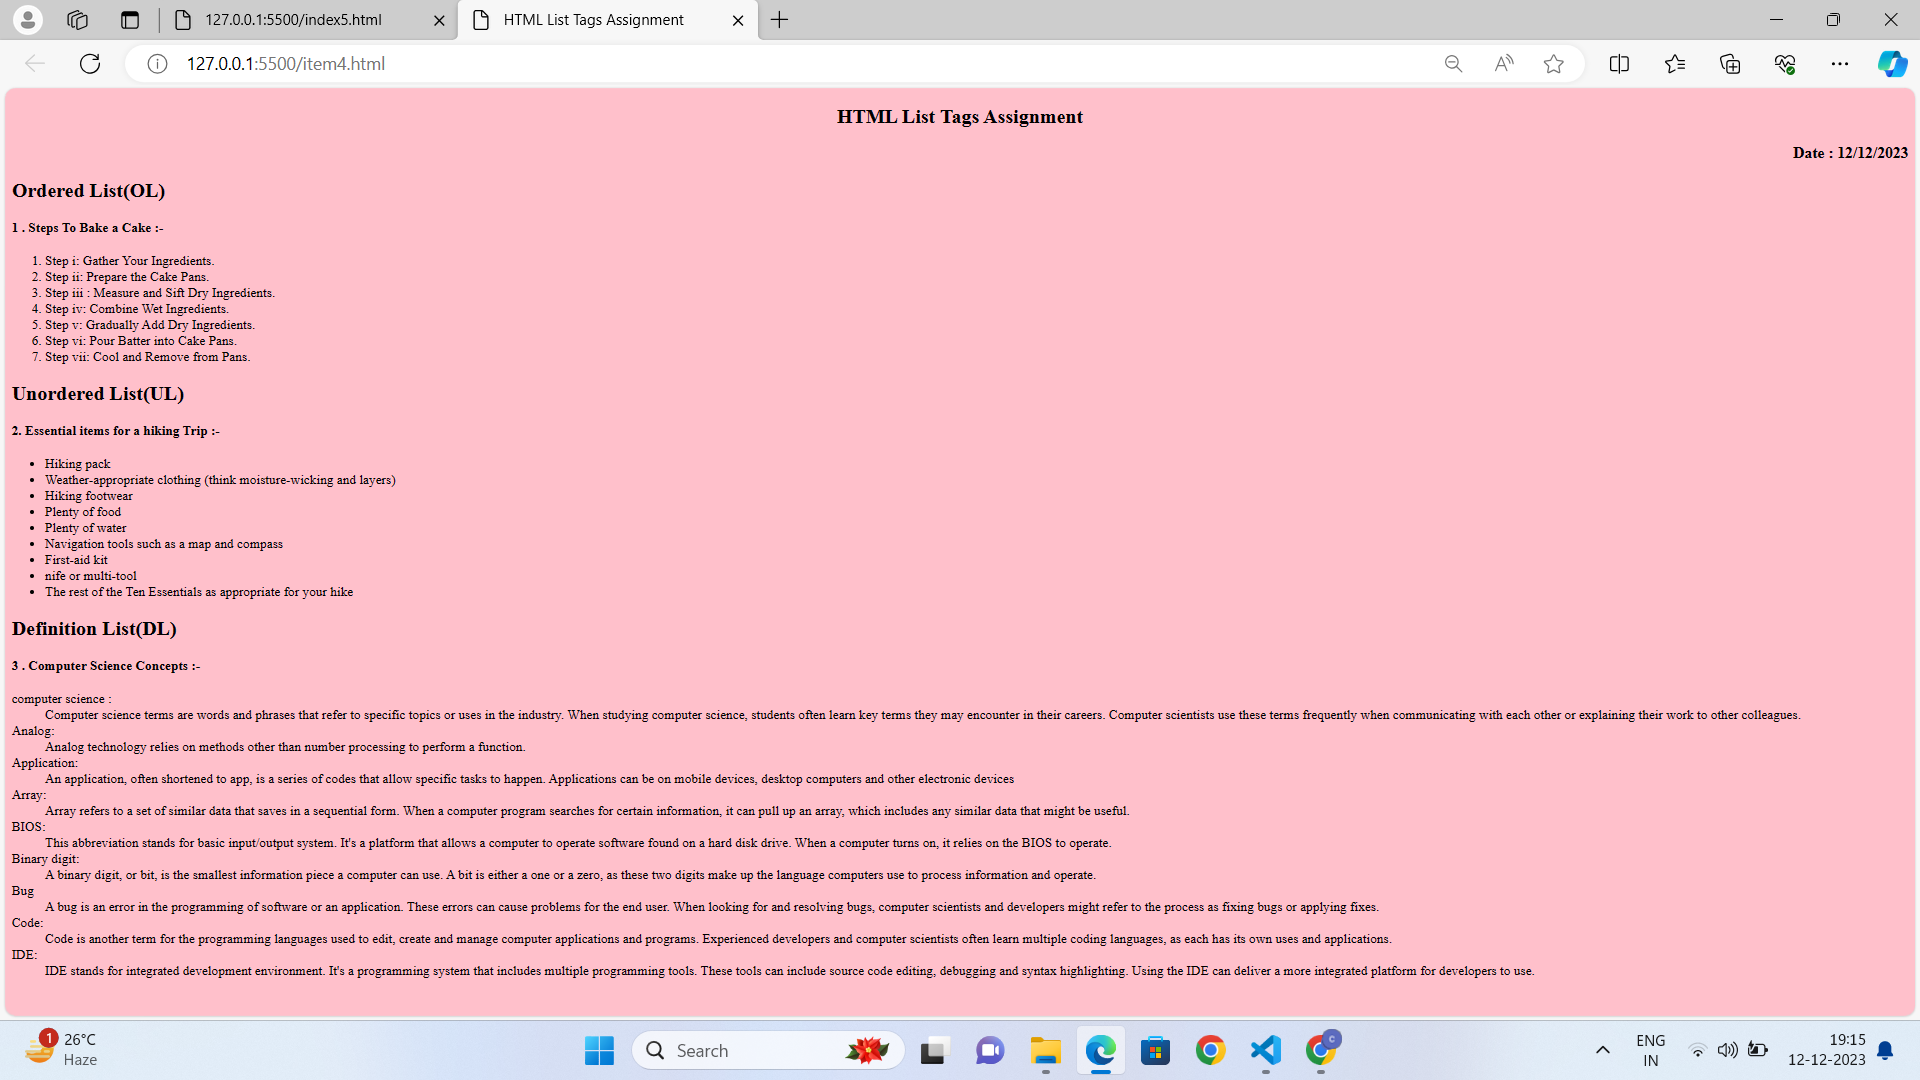 127.0.0.1:5500/index5.html
HTML List Tags Assignment
127.0.0.1:5500/item4.html
HTML List Tags Assignment
Date : 12/12/2023
Ordered List(OL)
1 . Steps To Bake a Cake :-
1. Step i: Gather Your Ingredients.
2. Step ii: Prepare the Cake Pans.
3. Step iii : Measure and Sift Dry Ingredients.
4. Step iv: Combine Wet Ingredients.
5. Step v: Gradually Add Dry Ingredients.
6. Step vi: Pour Batter into Cake Pans.
7. Step vii: Cool and Remove from Pans.
Unordered List(UL)
2. Essential items for a hiking Trip :-
• Hiking pack
• Weather-appropriate clothing (think moisture-wicking and layers)
• Hiking footwear
• Plenty of food
• Plenty of water
• Navigation tools such as a map and compass
• First-aid kit
• nife or multi-tool
• The rest of the Ten Essentials as appropriate for your hike
Definition List(DL)
3 . Computer Science Concepts :-
computer science :
Computer science terms are words and phrases that refer to specific topics or uses in the industry. When studying computer science, students often learn key terms they may encounter in their careers. Computer scientists use these terms frequently when communicating with each other or explaining their work to other colleagues.
Analog:
Analog technology relies on methods other than number processing to perform a function.
Application:
An application, often shortened to app, is a series of codes that allow specific tasks to happen. Applications can be on mobile devices, desktop computers and other electronic devices
Array:
Array refers to a set of similar data that saves in a sequential form. When a computer program searches for certain information, it can pull up an array, which includes any similar data that might be useful.
BIOS:
This abbreviation stands for basic input/output system. It's a platform that allows a computer to operate software found on a hard disk drive. When a computer turns on, it relies on the BIOS to operate.
Binary digit:
A binary digit, or bit, is the smallest information piece a computer can use. A bit is either a one or a zero, as these two digits make up the language computers use to process information and operate.
Bug
A bug is an error in the programming of software or an application. These errors can cause problems for the end user. When looking for and resolving bugs, computer scientists and developers might refer to the process as fixing bugs or applying fixes.
Code:
Code is another term for the programming languages used to edit, create and manage computer applications and programs. Experienced developers and computer scientists often learn multiple coding languages, as each has its own uses and applications.
IDE:
IDE stands for integrated development environment. It's a programming system that includes multiple programming tools. These tools can include source code editing, debugging and syntax highlighting. Using the IDE can deliver a more integrated platform for developers to use.
1
26°C
Haze
Search
C
ENG
IN
19:15
12-12-2023